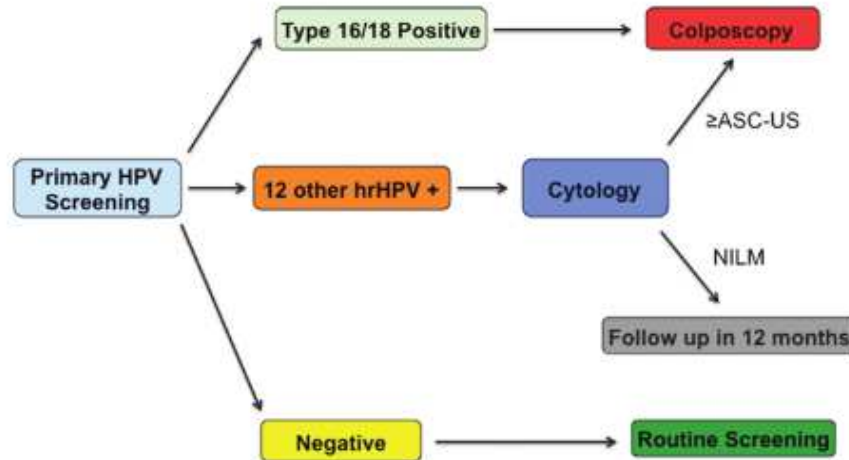 Type 16/18 Positive
Colposcopy
≥ASC-US
Primary HPV
Screening
12 other hrHPV +
Cytology
NILM
Follow up in 12 months
Negative
Routine Screening